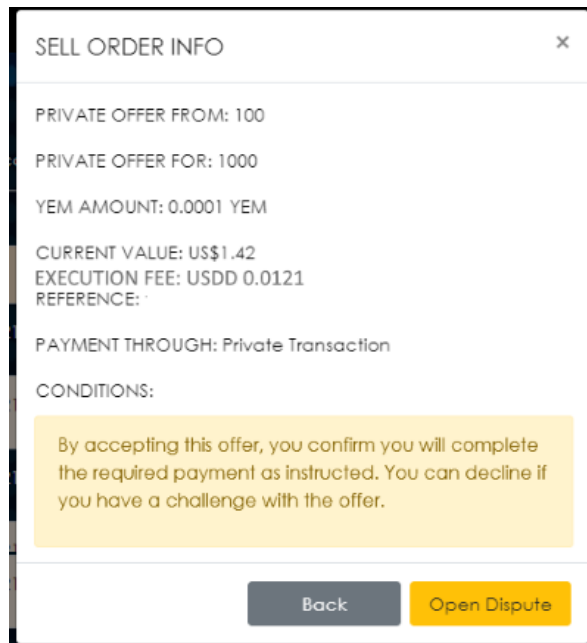 SELL ORDER INFO ×
PRIVATE OFFER FROM: 100
PRIVATE OFFER FOR: 1000
YEM AMOUNT: 0.0001 YEM
CURRENT VALUE: US$1.42
EXECUTION FEE: USDD 0.0121
REFERENCE:
PAYMENT THROUGH: Private Transaction
CONDITIONS:
By accepting this offer, you confirm you will complete
the required payment as instructed. You can decline if
you have a challenge with the offer.
Back Open Dispute